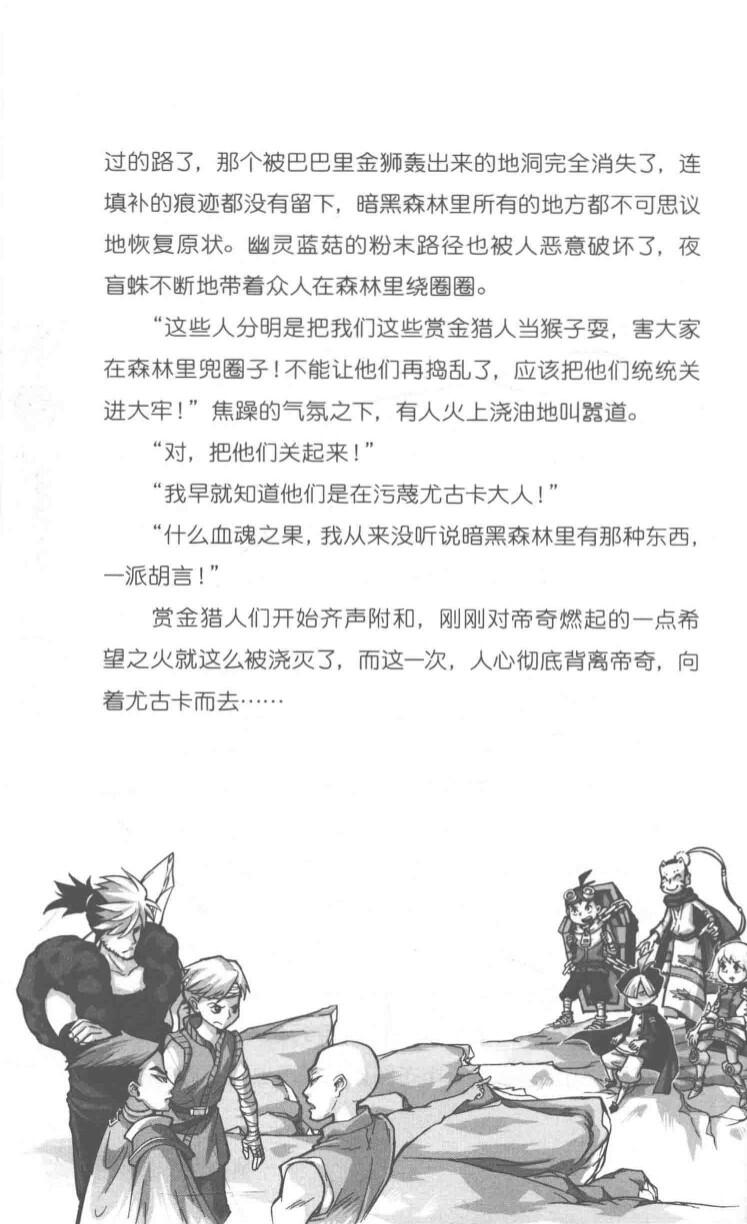 过的路了，那个被巴巴里金狮轰出来的地洞完全消失了，连
填补的痕迹都没有留下，暗黑森林里所有的地方都不可思议
地恢复原状。幽灵蓝菇的粉末路径也被人恶意破坏了，夜
盲蛛不断地带着众人在森林里绕圈圈。
“这些人分明是把我们这些赏金猎人当猴子耍，害大家
在森林里兜圈子！不能让他们再捣乱了，应该把他们统统关
进大牢！”焦躁的气氛之下，有人火上浇油地叫嚣道。
“对，把他们关起来！”
“我早就知道他们是在污蔑尤古卡大人！”
“什么血魂之果，我从来没听说暗黑森林里有那种东西，
一派胡言！”
赏金猎人们开始齐声附和，刚刚对帝奇燃起的一点希
望之火就这么被浇灭了，而这一次，人心彻底背离帝奇，向
着尤古卡而去……